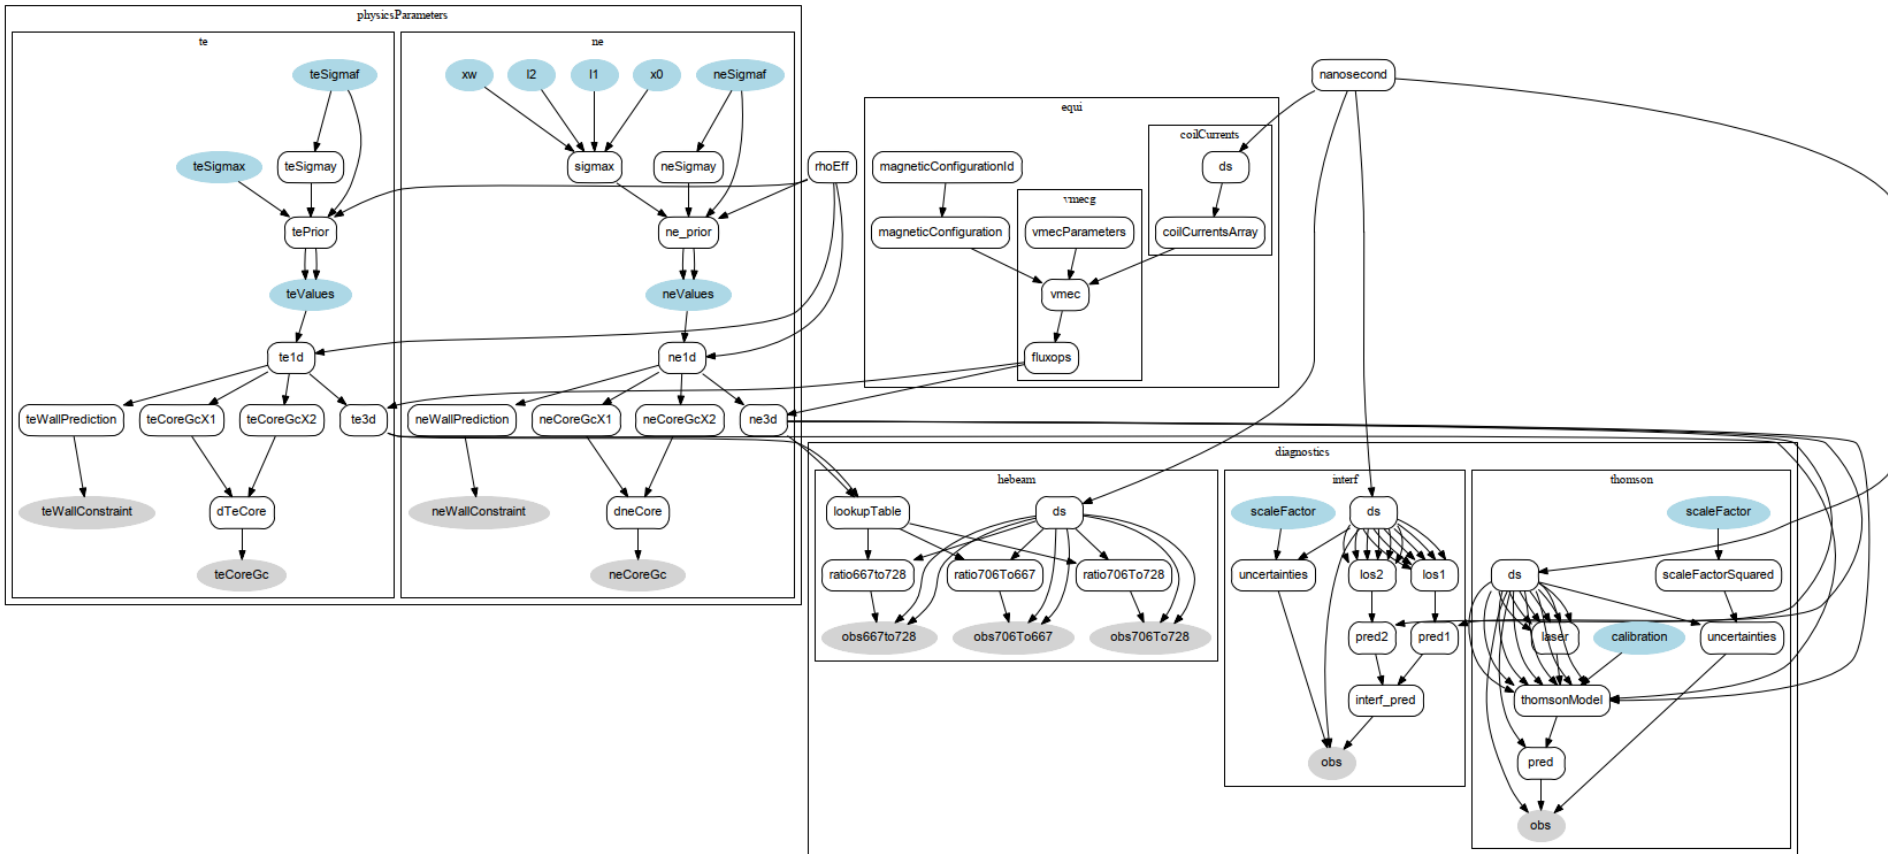 physicsParameters
te
ne
teSigmaf
xw
l2
l1
x0
neSigmaf
nanosecond
equi
coilCurrents
teSigmax
teSigmay
sigmax
neSigmay
rhoEff
magneticConfigurationId
ds
vmecg
tePrior
ne_prior
magneticConfiguration
vmecParameters
coilCurrentsArray
teValues
neValues
vmec
te1d
ne1d
fluxops
teWallPrediction
teCoreGcX1
teCoreGcX2
te3d
neWallPrediction
neCoreGcX1
neCoreGcX2
ne3d
diagnostics
hebeam
interf
thomson
teWallConstraint
dTeCore
neWallConstraint
dneCore
lookupTable
ds
scaleFactor
ds
scaleFactor
teCoreGc
neCoreGc
ratio667to728
ratio706To667
ratio706To728
uncertainties
los2
los1
ds
scaleFactorSquared
obs667to728
obs706To667
obs706To728
pred2
pred1
laser
calibration
uncertainties
interf_pred
thomsonModel
obs
pred
obs